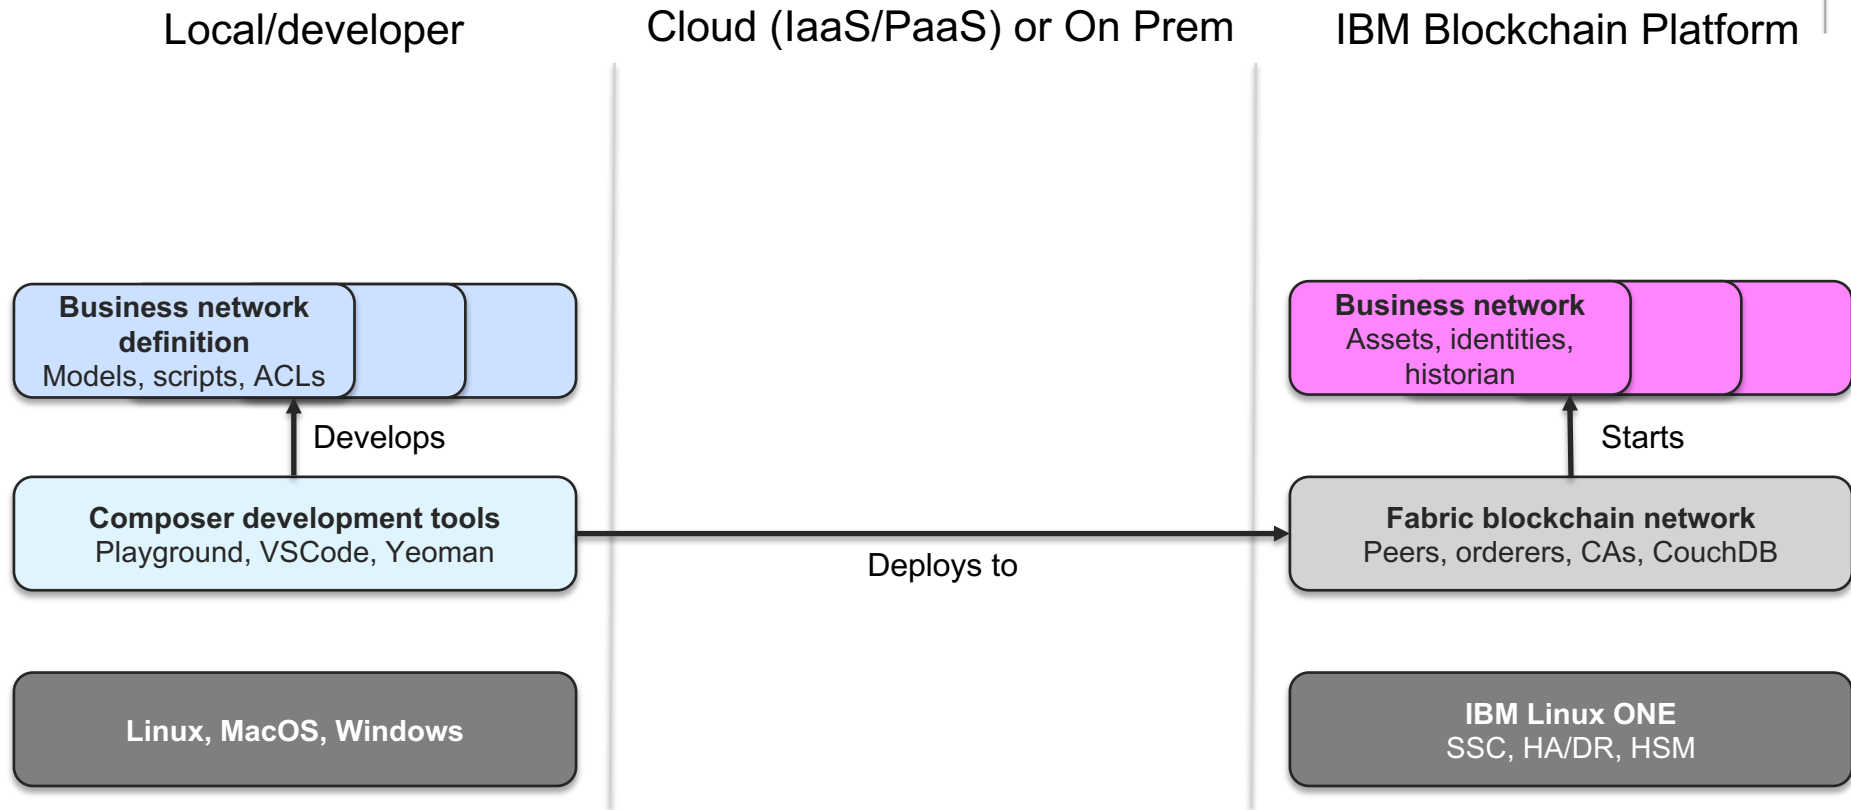 Local/developer
Cloud (IaaS/PaaS) or On Prem
IBM Blockchain Platform
Business network
definition
Models, scripts, ACLs
Business network
Assets, identities,
historian
Develops
Starts
Composer development tools
Playground, VSCode, Yeoman
Deploys to
Fabric blockchain network
Peers, orderers, CAs, CouchDB
Linux, MacOS, Windows
IBM Linux ONE
SSC, HA/DR, HSM